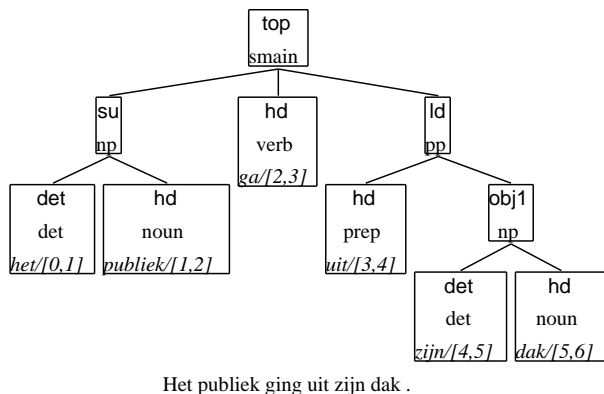 top
smain
su hd ld
np verb pp
ga/[2,3]
det hd hd obj1
det noun prep np
het/[0,1] publiek/[1,2] uit/[3,4]
det hd
det noun
zijn/[4,5] dak/[5,6]
Het publiek ging uit zijn dak .